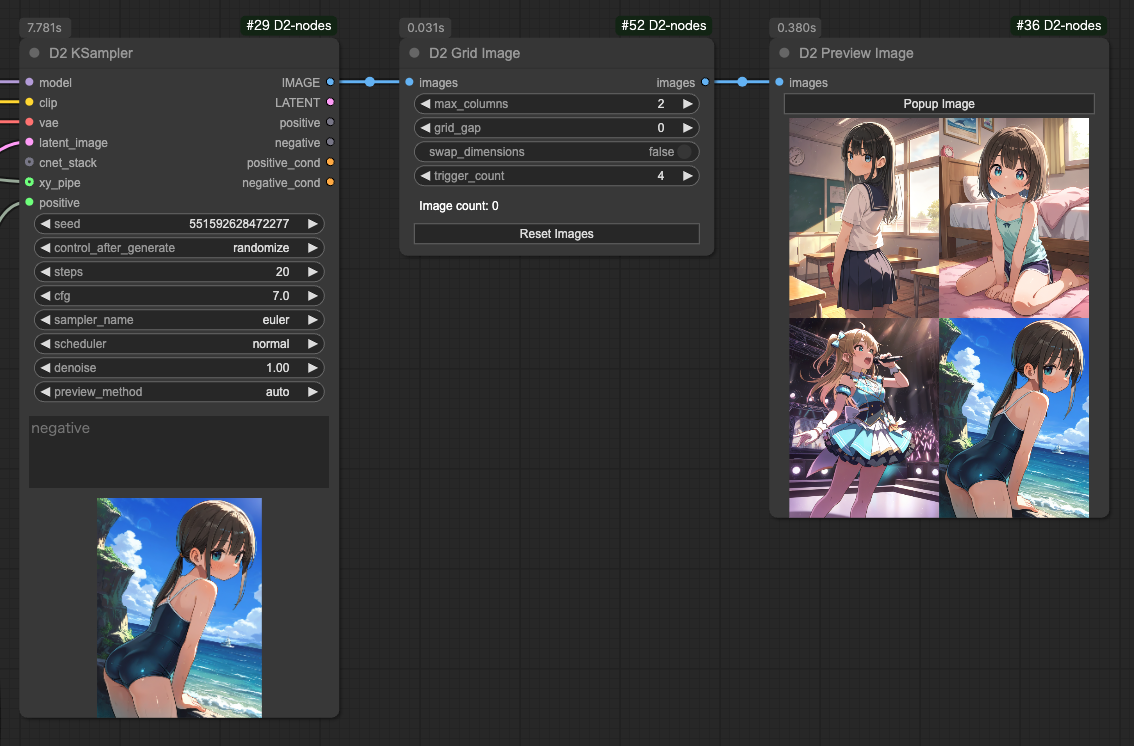 7.781s
#29 D2-nodes
D2 KSampler
model
IMAGE
clip
LATENT
vae
positive
latent_image
negative
cnet_stack
positive_cond
xy_pipe
negative_cond
positive
seed 551592628472277
control_after_generate randomize
steps 20
cfg 7.0
sampler_name euler
scheduler normal
denoise 1.00
preview_method auto
negative
0.031s
#52 D2-nodes
D2 Grid Image
images
images
max_columns 2
grid_gap 0
swap_dimensions false
trigger_count 4
Image count: 0
Reset Images
0.380s
#36 D2-nodes
D2 Preview Image
images
Popup Image